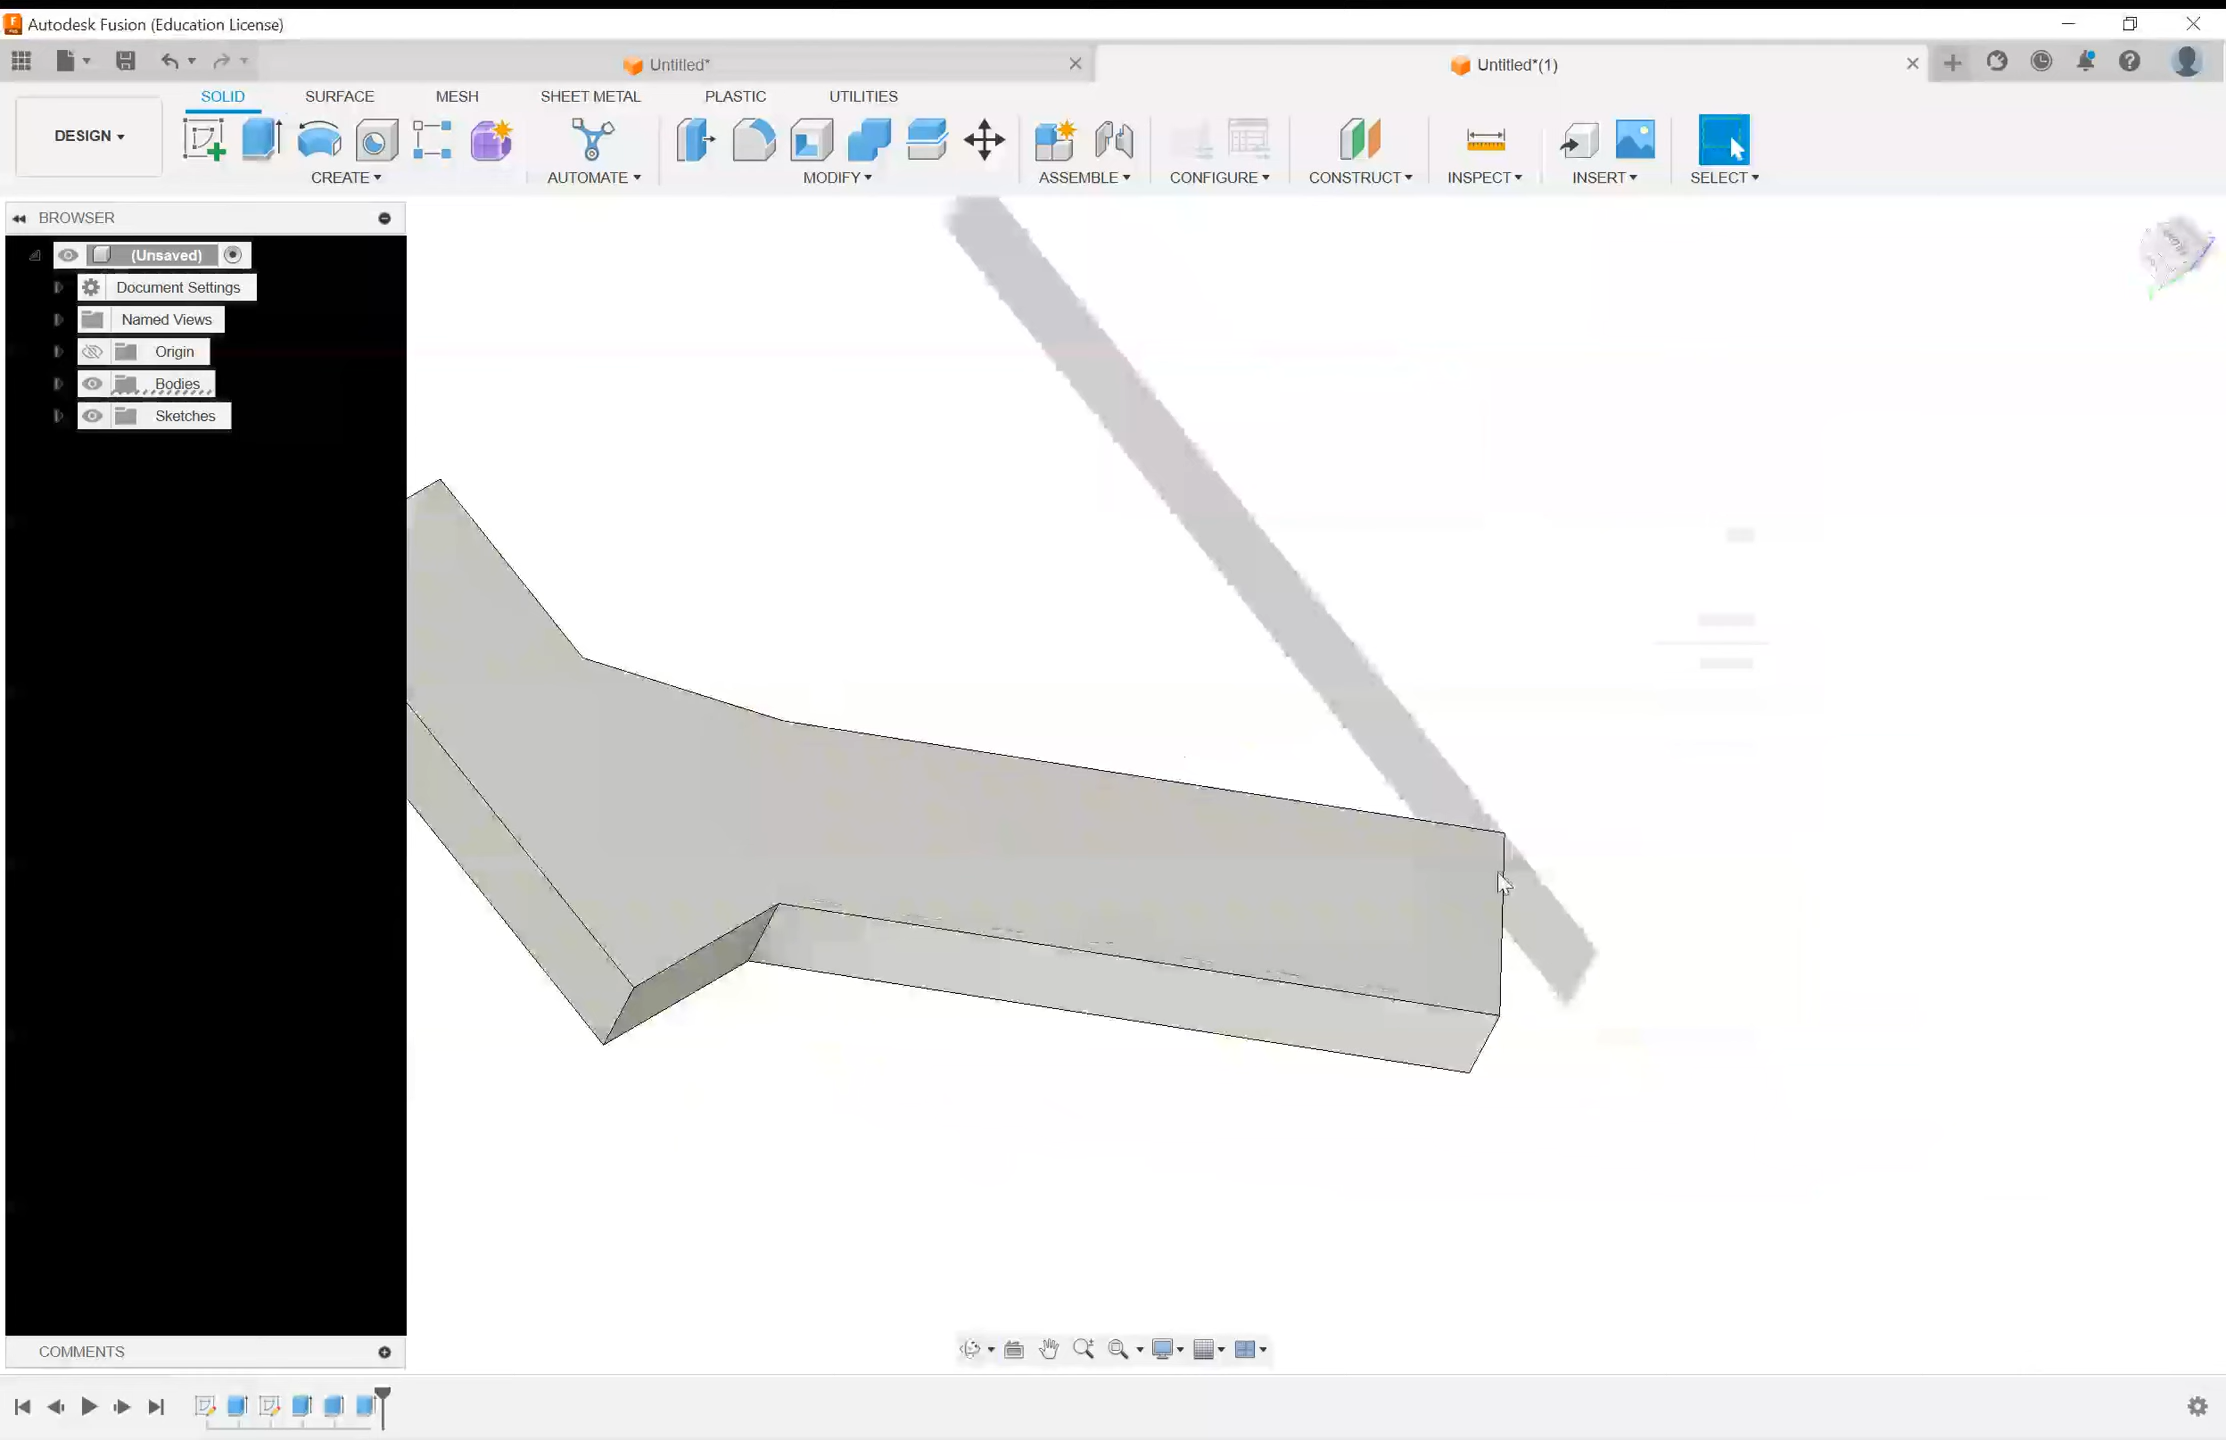 Autodesk Fusion (Education License)
Untitled*
Untitled*(1)
SOLID
SURFACE
MESH
SHEET METAL
PLASTIC
UTILITIES
DESIGN
CREATE
AUTOMATE
MODIFY
ASSEMBLE
CONFIGURE
CONSTRUCT
INSPECT
INSERT
SELECT
BROWSER
(Unsaved)
Document Settings
Named Views
Origin
Bodies
Sketches
COMMENTS